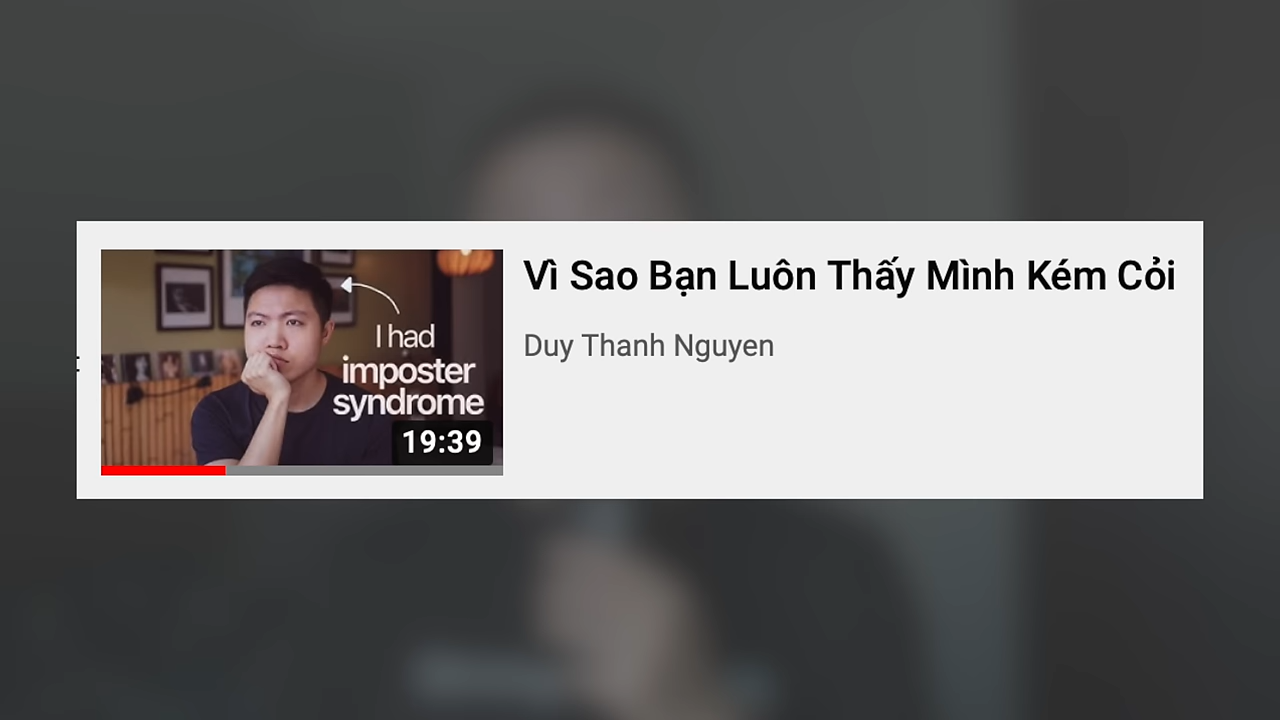 I had
imposter
syndrome
19:39
Vì Sao Bạn Luôn Thấy Mình Kém Cỏi
Duy Thanh Nguyen